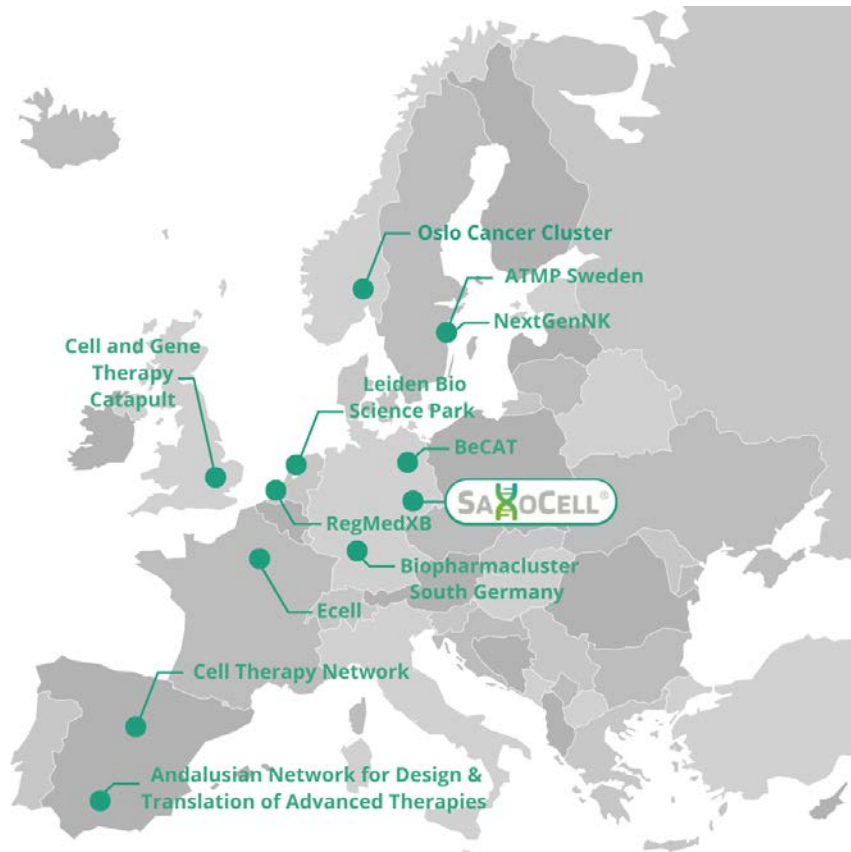 Oslo Cancer Cluster
ATMP Sweden
NextGenNK
Cell and Gene
Therapy
Catapult
Leiden Bio
Science Park
BeCAT
SAXOCELL®
RegMedXB
Biopharmacluster
South Germany
Ecell
Cell Therapy Network
Andalusian Network for Design &
Translation of Advanced Therapies